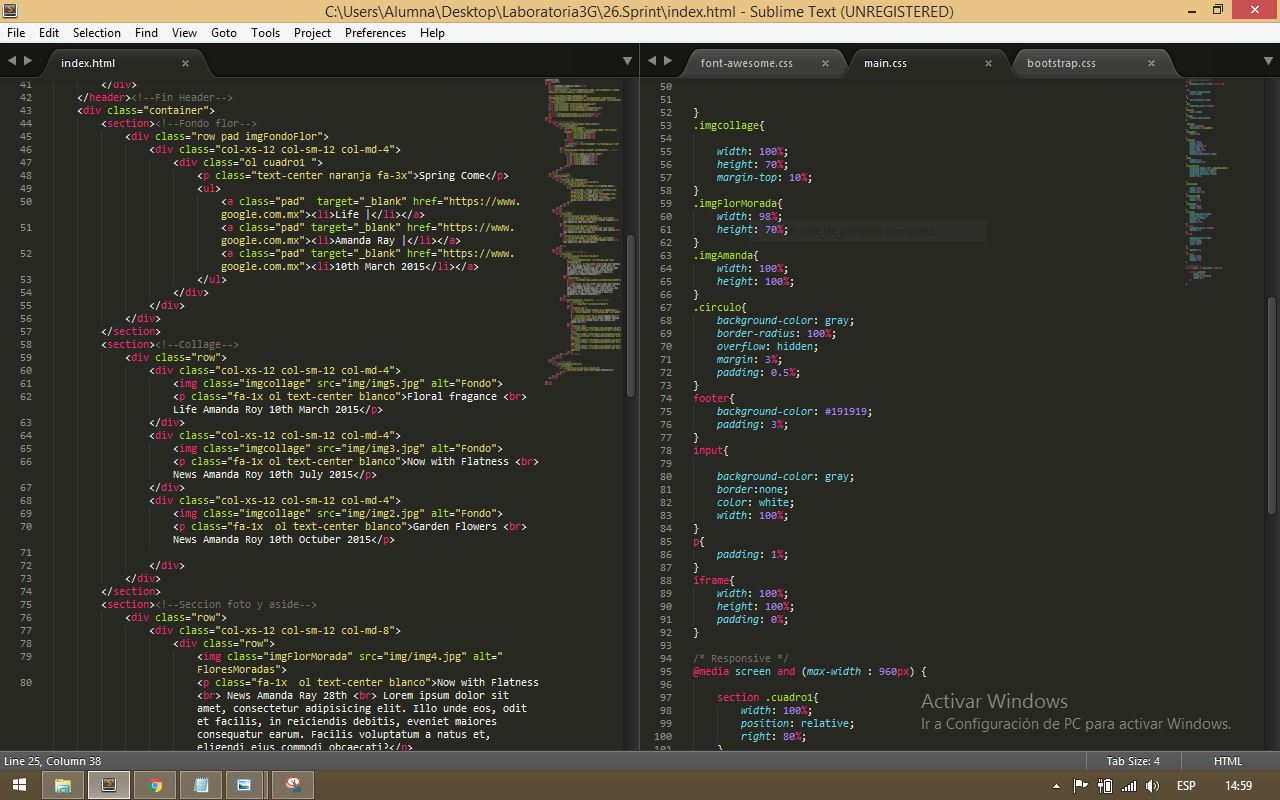 C:\Users\Alumna\Desktop\Laboratoria3G\26.Sprint\index.html - Sublime Text (UNREGISTERED)
File Edit Selection Find View Goto Tools Project Preferences Help
index.html
41 </div>
42 </header><!--Fin Header-->
43 <div class="container">
44 <section><!--Fondo flor-->
45 <div class="row pad imgFondoFlor">
46 <div class="col-xs-12 col-sm-12 col-md-4">
47 <div class="ol cuadro1 ">
48 <p class="text-center naranja fa-3x">Spring Come</p>
49 <ul>
50 <a class="pad"  target="_blank" href="https://www.
google.com.mx"><li>Life |</li></a>
51 <a class="pad" target="_blank" href="https://www.
google.com.mx"><li>Amanda Ray |</li></a>
52 <a class="pad" target="_blank" href="https://www.
google.com.mx"><li>10th March 2015</li></a>
53 </ul>
54 </div>
55 </div>
56 </div>
57 </section>
58 <section><!--Collage-->
59 <div class="row">
60 <div class="col-xs-12 col-sm-12 col-md-4">
61 <img class="imgcollage" src="img/img5.jpg" alt="Fondo">
62 <p class="fa-1x ol text-center blanco">Floral fragance <br>
Life Amanda Roy 10th March 2015</p>
63 </div>
64 <div class="col-xs-12 col-sm-12 col-md-4">
65 <img class="imgcollage" src="img/img3.jpg" alt="Fondo">
66 <p class="fa-1x ol text-center blanco">Now with Flatness <br>
News Amanda Roy 10th July 2015</p>
67 </div>
68 <div class="col-xs-12 col-sm-12 col-md-4">
69 <img class="imgcollage" src="img/img2.jpg" alt="Fondo">
70 <p class="fa-1x  ol text-center blanco">Garden Flowers <br>
News Amanda Roy 10th Octuber 2015</p>
71
72 </div>
73 </div>
74 </section>
75 <section><!--Seccion foto y aside-->
76 <div class="row">
77 <div class="col-xs-12 col-sm-12 col-md-8">
78 <div class="row">
79 <img class="imgFlorMorada" src="img/img4.jpg" alt="
FloresMoradas">
80 <p class="fa-1x  ol text-center blanco">Now with Flatness
<br> News Amanda Ray 28th <br> Lorem ipsum dolor sit
amet, consectetur adipisicing elit. Illo unde eos, odit
et facilis, in reiciendis debitis, eveniet maiores
consequatur earum. Facilis voluptatum a natus et,
eligendi eius commodi obcaecati?</p>
font-awesome.css main.css bootstrap.css
50
51
52 }
53 .imgcollage{
54
55 width: 100%;
56 height: 70%;
57 margin-top: 10%;
58 }
59 .imgFlorMorada{
60 width: 98%;
61 height: 70%;
de pantalla completa
62 }
63 .imgAmanda{
64 width: 100%;
65 height: 100%;
66 }
67 .circulo{
68 background-color: gray;
69 border-radius: 100%;
70 overflow: hidden;
71 margin: 3%;
72 padding: 0.5%;
73 }
74 footer{
75 background-color: #191919;
76 padding: 3%;
77 }
78 input{
79
80 background-color: gray;
81 border:none;
82 color: white;
83 width: 100%;
84 }
85 p{
86 padding: 1%;
87 }
88 iframe{
89 width: 100%;
90 height: 100%;
91 padding: 0%;
92 }
93
94 /* Responsive */
95 @media screen and (max-width : 960px) {
96
97 section .cuadro1{
98 width: 100%;
99 position: relative;
100 right: 80%;
101 }
Activar Windows
Ir a Configuración de PC para activar Windows.
Line 25, Column 38 Tab Size: 4 HTML
ESP 14:59